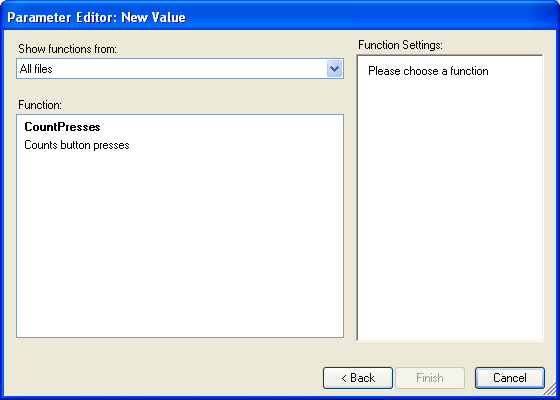 Parameter Editor: New Value
Show functions from:
All files
Function:
CountPresses
Counts button presses
Function Settings:
Please choose a function
< Back
Finish
Cancel